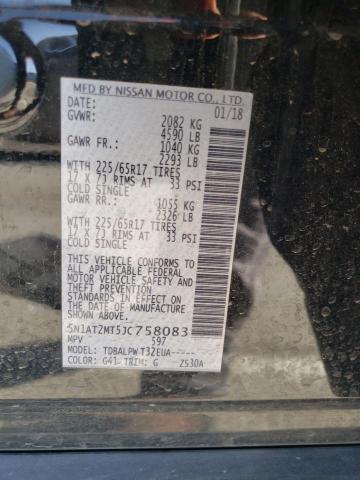 MFD BY NISSAN MOTOR CO., LTD.
DATE: 01/18
GVWR: 2082 KG
4590 LB
GAWR FR.: 1040 KG
2293 LB
WITH 225/65R17 TIRES
17 X 7J RIMS AT 33 PSI
COLD SINGLE
GAWR RR.: 1055 KG
2326 LB
WITH 225/65R17 TIRES
17 X 7J RIMS AT 33 PSI
COLD SINGLE
THIS VEHICLE CONFORMS TO
ALL APPLICABLE FEDERAL
MOTOR VEHICLE SAFETY AND
THEFT PREVENTION
STANDARDS IN EFFECT ON
THE DATE OF MANUFACTURE
SHOWN ABOVE.
5N1AT2MT5JC758083
MPV 597
MODEL: TDBALPWT32EUA-----
COLOR: G41 TRIM: G 2S30A